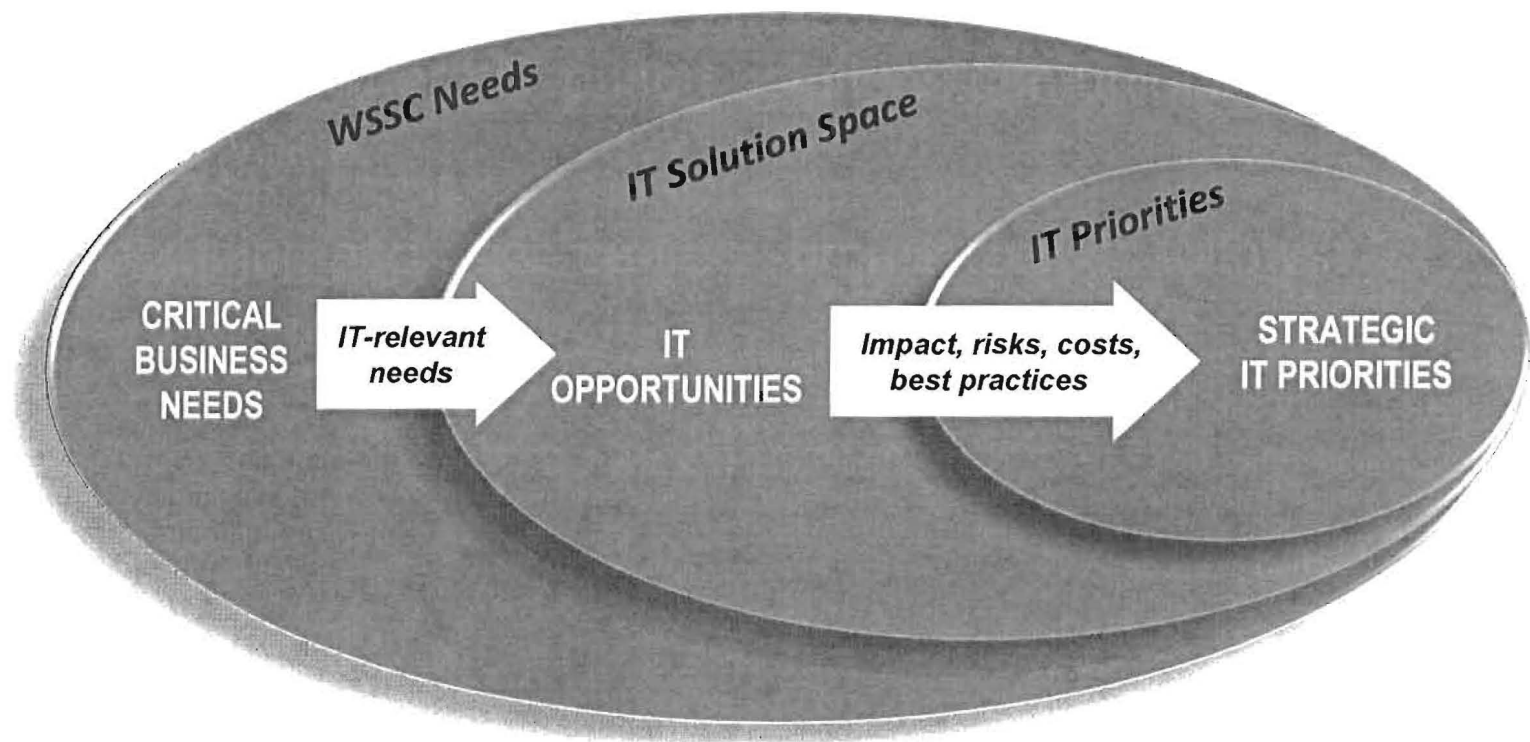 WSSC Needs
IT Solution Space
IT Priorities
CRITICAL
BUSINESS
NEEDS
IT-relevant
needs
IT
OPPORTUNITIES
Impact, risks, costs,
best practices
STRATEGIC
IT PRIORITIES